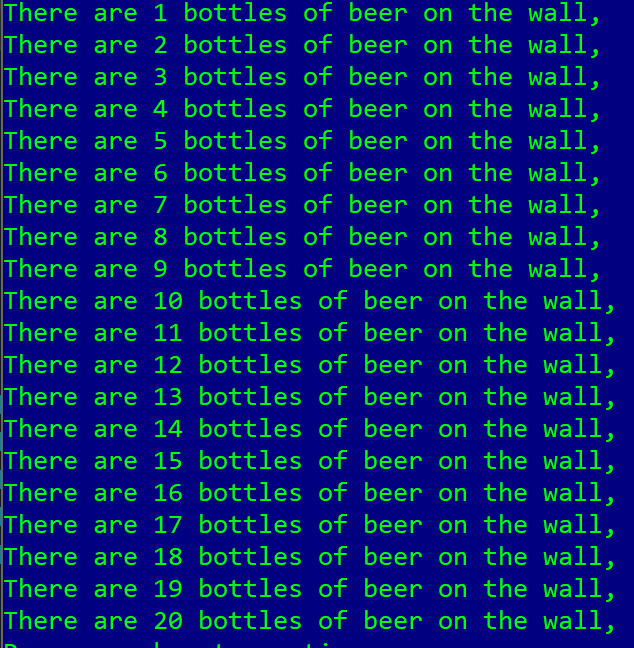 There are 1 bottles of beer on the wall,
There are 2 bottles of beer on the wall,
There are 3 bottles of beer on the wall,
There are 4 bottles of beer on the wall,
There are 5 bottles of beer on the wall,
There are 6 bottles of beer on the wall,
There are 7 bottles of beer on the wall,
There are 8 bottles of beer on the wall,
There are 9 bottles of beer on the wall,
There are 10 bottles of beer on the wall,
There are 11 bottles of beer on the wall,
There are 12 bottles of beer on the wall,
There are 13 bottles of beer on the wall,
There are 14 bottles of beer on the wall,
There are 15 bottles of beer on the wall,
There are 16 bottles of beer on the wall,
There are 17 bottles of beer on the wall,
There are 18 bottles of beer on the wall,
There are 19 bottles of beer on the wall,
There are 20 bottles of beer on the wall,